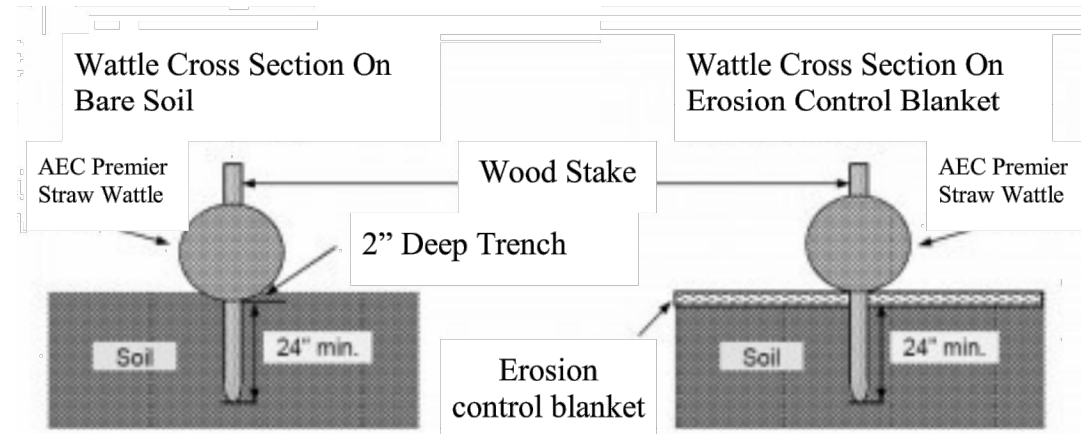 Wattle Cross Section On
Bare Soil
Wattle Cross Section On
Erosion Control Blanket
AEC Premier
Straw Wattle
Wood Stake
AEC Premier
Straw Wattle
2” Deep Trench
Soil
24" min.
Erosion
control blanket
Soil
24" min.